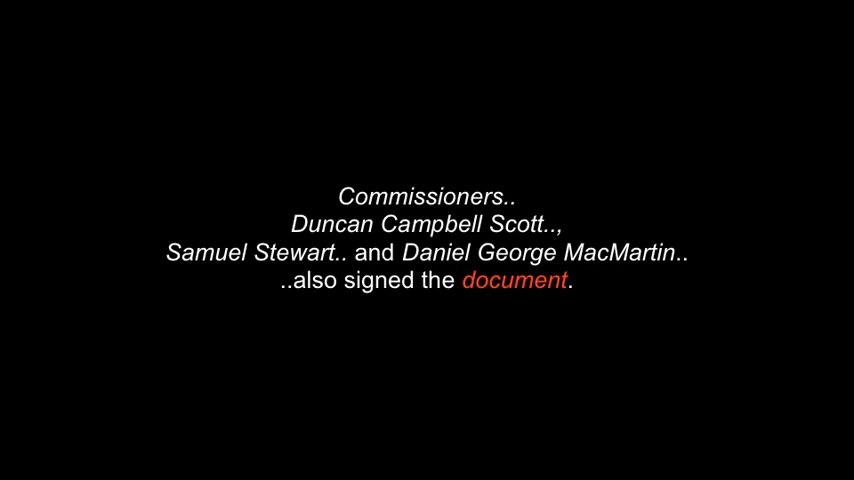 Commissioners..
Duncan Campbell Scott..,
Samuel Stewart.. and Daniel George MacMartin..
..also signed the document.